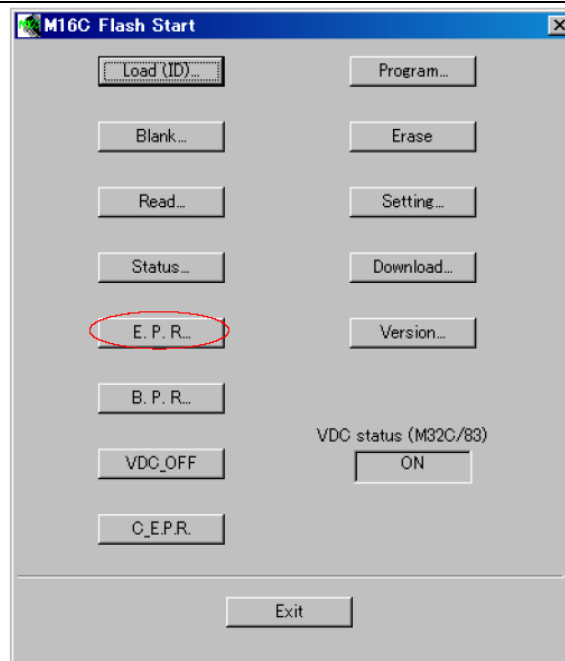 M16C Flash Start
Load (ID)...
Program...
Blank...
Erase
Read...
Setting...
Status...
Download...
E. P. R...
Version...
B. P. R...
VDC status (M32C/83)
VDC_OFF
ON
C_E.P.R.
Exit